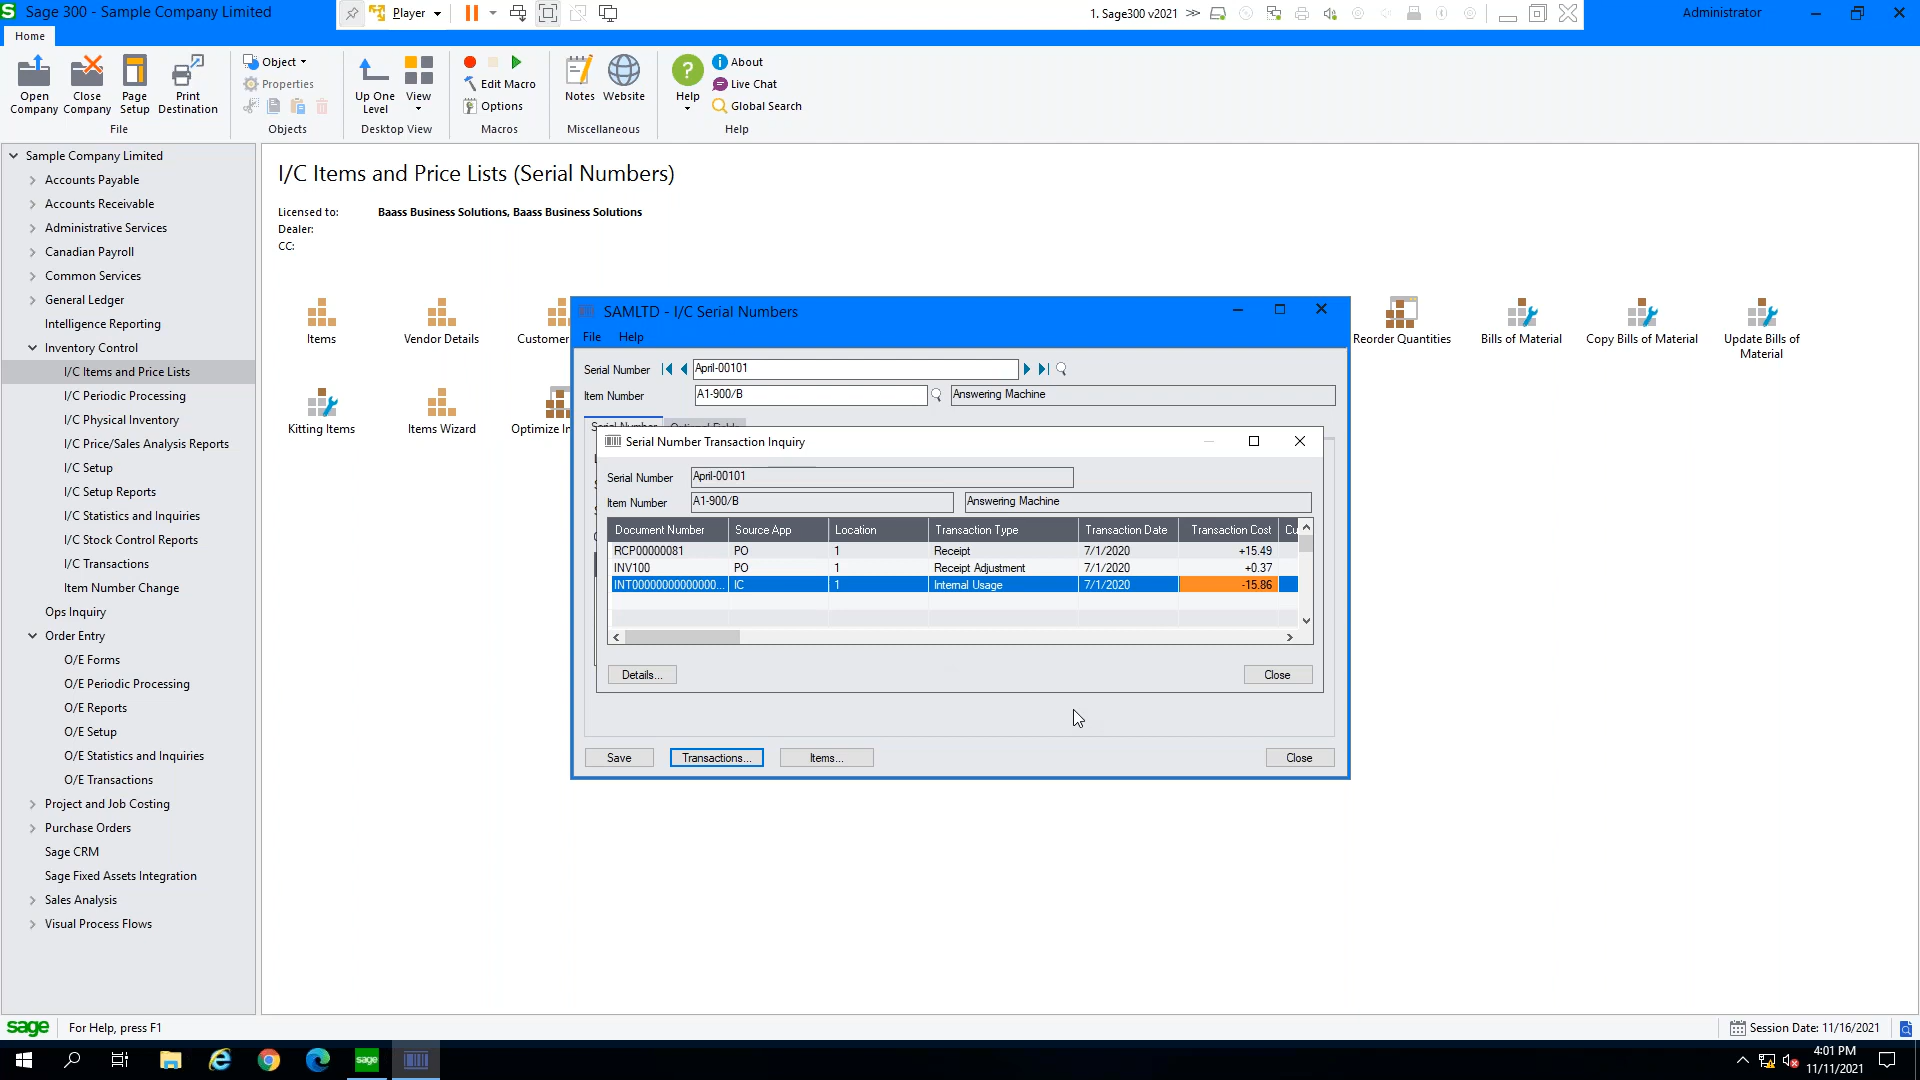 Sage 300 - Sample Company Limited
Player
1. Sage300 v2021
Administrator
Home
Open Company
Close Company
Page Setup
Print Destination
File
Object
Properties
Objects
Up One Level
View
Desktop View
Edit Macro
Options
Macros
Notes
Website
Miscellaneous
Help
About
Live Chat
Global Search
Help
Sample Company Limited
Accounts Payable
Accounts Receivable
Administrative Services
Canadian Payroll
Common Services
General Ledger
Intelligence Reporting
Inventory Control
I/C Items and Price Lists
I/C Periodic Processing
I/C Physical Inventory
I/C Price/Sales Analysis Reports
I/C Setup
I/C Setup Reports
I/C Statistics and Inquiries
I/C Stock Control Reports
I/C Transactions
Item Number Change
Ops Inquiry
Order Entry
O/E Forms
O/E Periodic Processing
O/E Reports
O/E Setup
O/E Statistics and Inquiries
O/E Transactions
Project and Job Costing
Purchase Orders
Sage CRM
Sage Fixed Assets Integration
Sales Analysis
Visual Process Flows
I/C Items and Price Lists (Serial Numbers)
Licensed to: Baass Business Solutions, Baass Business Solutions
Dealer:
CC:
Items
Vendor Details
Customer
Reorder Quantities
Bills of Material
Copy Bills of Material
Update Bills of Material
Kitting Items
Items Wizard
Optimize In
SAMLTD - I/C Serial Numbers
File Help
Serial Number April-00101
Item Number A1-900/B Answering Machine
Serial Number Transaction Inquiry
Serial Number April-00101
Item Number A1-900/B Answering Machine
Document Number Source App Location Transaction Type Transaction Date Transaction Cost Cu
RCP00000081 PO 1 Receipt 7/1/2020 +15.49
INV100 PO 1 Receipt Adjustment 7/1/2020 +0.37
INT00000000000000... IC 1 Internal Usage 7/1/2020 -15.86
Details... Close
Save Transactions... Items... Close
sage For Help, press F1
Session Date: 11/16/2021
sage
4:01 PM
11/11/2021